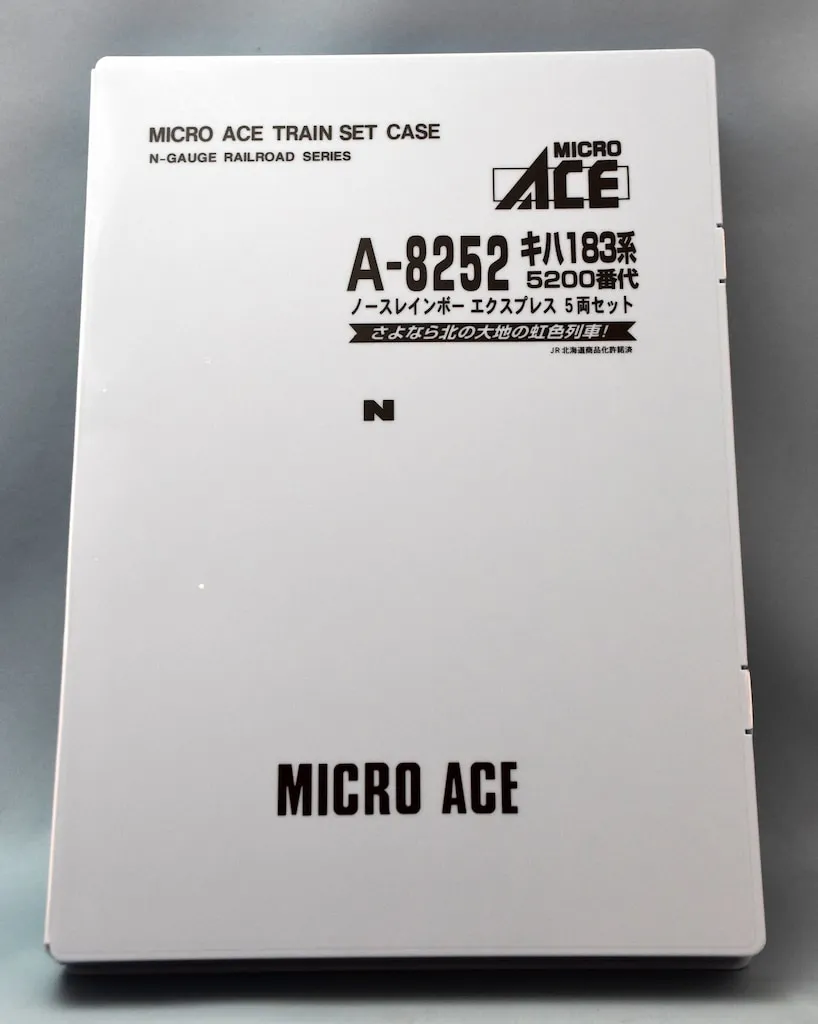 MICRO ACE TRAIN SET CASE
N-GAUGE RAILROAD SERIES
MICRO
ACE
A-8252 キハ183系
5200番代
ノースレインボー エクスプレス 5両セット
さよなら北の大地の虹色列車!
JR北海道商品化許諾済
N
MICRO ACE